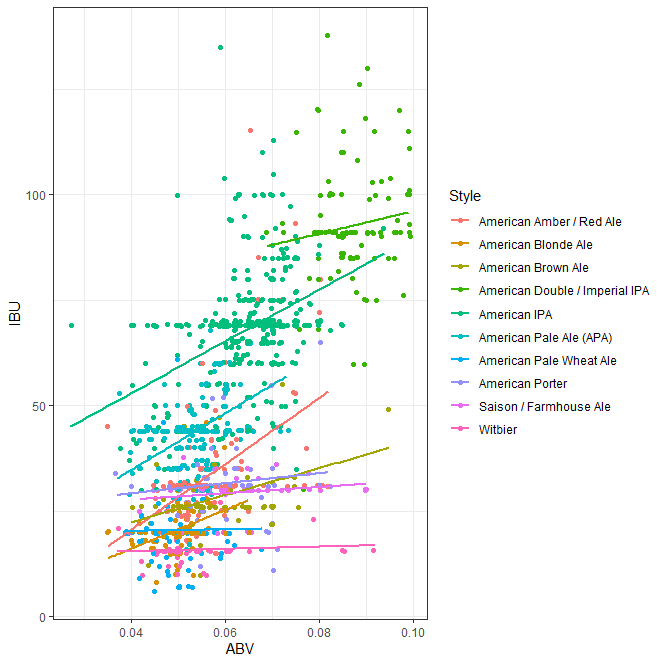 100
50
0
IBU
0.04 0.06 0.08 0.10
ABV
Style
American Amber / Red Ale
American Blonde Ale
American Brown Ale
American Double / Imperial IPA
American IPA
American Pale Ale (APA)
American Pale Wheat Ale
American Porter
Saison / Farmhouse Ale
Witbier